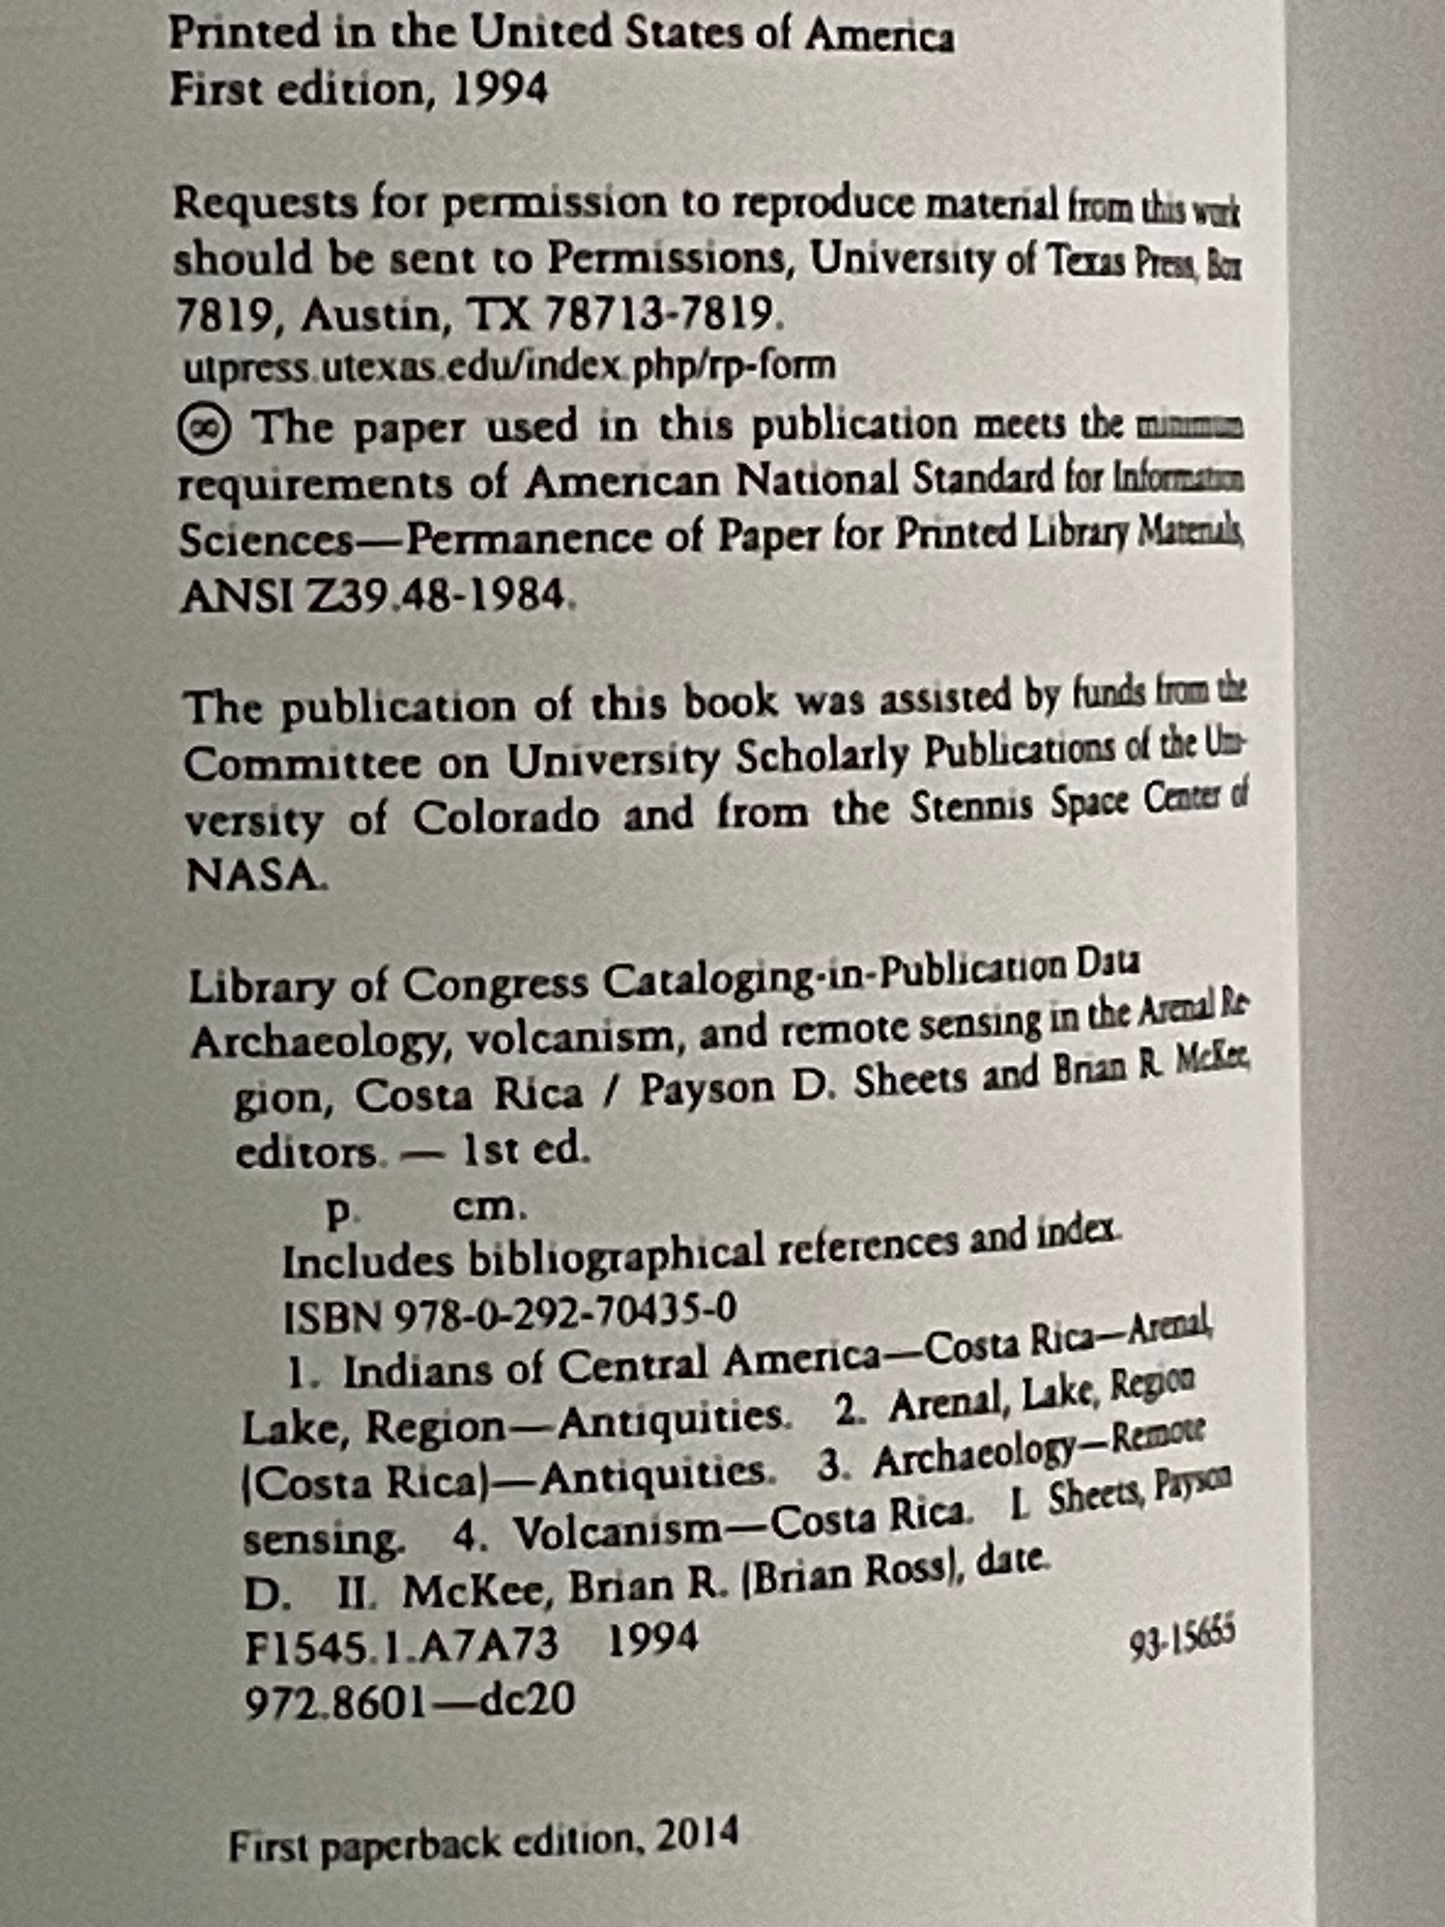 Printed in the United States of America
First edition, 1994
Requests for permission to reproduce material from this work
should be sent to Permissions, University of Texas Press, Box
7819, Austin, TX 78713-7819.
utpress.utexas.edu/index.php/rp-form
♾ The paper used in this publication meets the minimum
requirements of American National Standard for Information
Sciences—Permanence of Paper for Printed Library Materials,
ANSI Z39.48-1984.
The publication of this book was assisted by funds from the
Committee on University Scholarly Publications of the Uni-
versity of Colorado and from the Stennis Space Center of
NASA.
Library of Congress Cataloging-in-Publication Data
Archaeology, volcanism, and remote sensing in the Arenal Re-
gion, Costa Rica / Payson D. Sheets and Brian R. McKee,
editors. — 1st ed.
p. cm.
Includes bibliographical references and index.
ISBN 978-0-292-70435-0
1. Indians of Central America—Costa Rica—Arenal,
Lake, Region—Antiquities. 2. Arenal, Lake, Region
(Costa Rica)—Antiquities. 3. Archaeology—Remote
sensing. 4. Volcanism—Costa Rica. I. Sheets, Payson
D. II. McKee, Brian R. (Brian Ross), date.
F1545.1.A7A73 1994
972.8601—dc20
First paperback edition, 2014